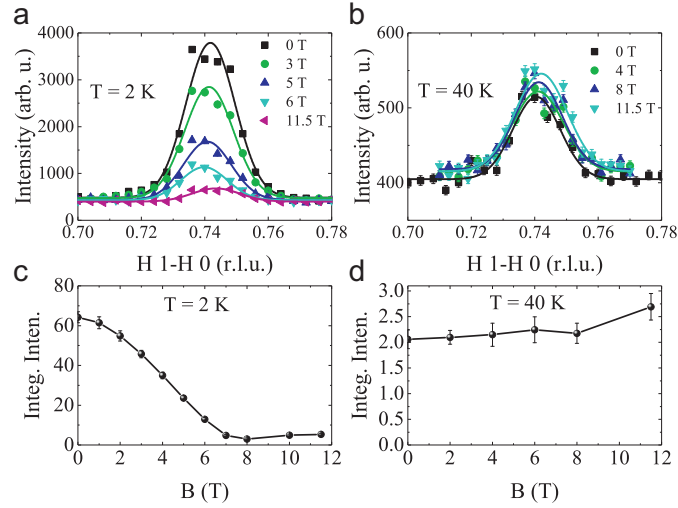 a
b
4000
3000
2000
1000
0
Intensity (arb. u.)
T = 2 K
0 T
3 T
5 T
6 T
11.5 T
0.70 0.72 0.74 0.76 0.78
H 1-H 0 (r.l.u.)
600
500
400
Intensity (arb. u.)
T = 40 K
0 T
4 T
8 T
11.5 T
0.70 0.72 0.74 0.76 0.78
H 1-H 0 (r.l.u.)
c
d
80
60
40
20
0
Integ. Inten.
T = 2 K
0 2 4 6 8 10 12
B (T)
3.0
2.5
2.0
1.5
1.0
0.5
0.0
Integ. Inten.
T = 40 K
0 2 4 6 8 10 12
B (T)